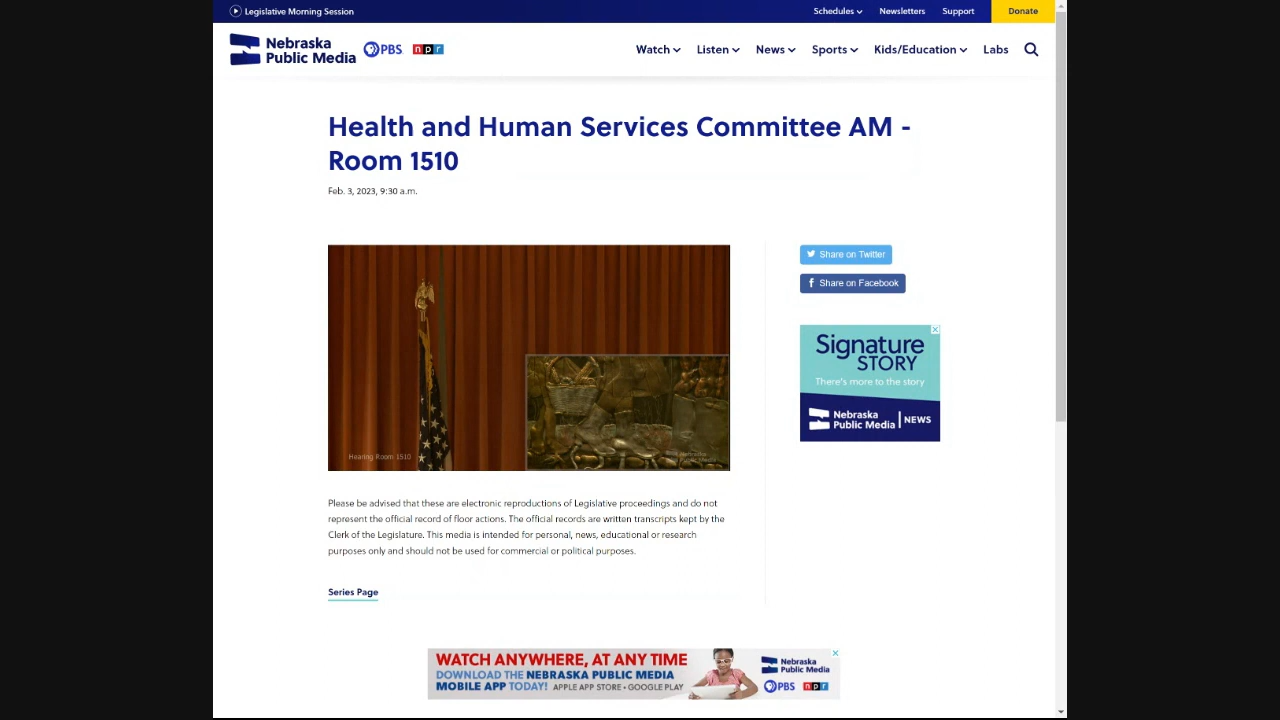 Legislative Morning Session
Schedules Newsletters Support Donate
Nebraska
Public Media
PBS
npr
Watch Listen News Sports Kids/Education Labs
Health and Human Services Committee AM -
Room 1510
Feb. 3, 2023, 9:30 a.m.
Share on Twitter
Share on Facebook
Signature
STORY
There's more to the story
Nebraska
Public Media
NEWS
Hearing Room 1510
Nebraska
Public Media
Please be advised that these are electronic reproductions of Legislative proceedings and do not
represent the official record of floor actions. The official records are written transcripts kept by the
Clerk of the Legislature. This media is intended for personal, news, educational or research
purposes only and should not be used for commercial or political purposes.
Series Page
WATCH ANYWHERE, AT ANY TIME
DOWNLOAD THE NEBRASKA PUBLIC MEDIA
MOBILE APP TODAY! APPLE APP STORE • GOOGLE PLAY
Nebraska
Public Media
PBS
npr